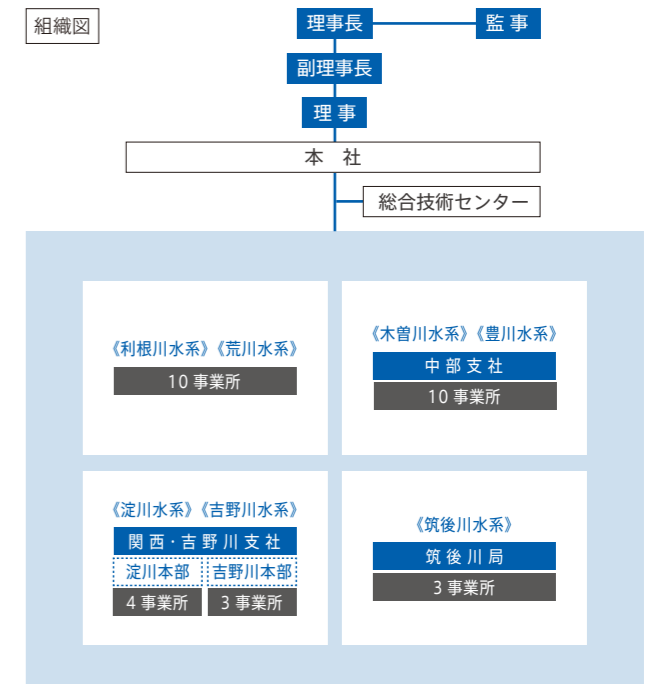 組織図
理事長
監事
副理事長
理事
本 社
総合技術センター
《利根川水系》《荒川水系》
10 事業所
《木曽川水系》《豊川水系》
中部支社
10 事業所
《淀川水系》《吉野川水系》
関西・吉野川支社
淀川本部 吉野川本部
4 事業所 3 事業所
《筑後川水系》
筑後川局
3 事業所